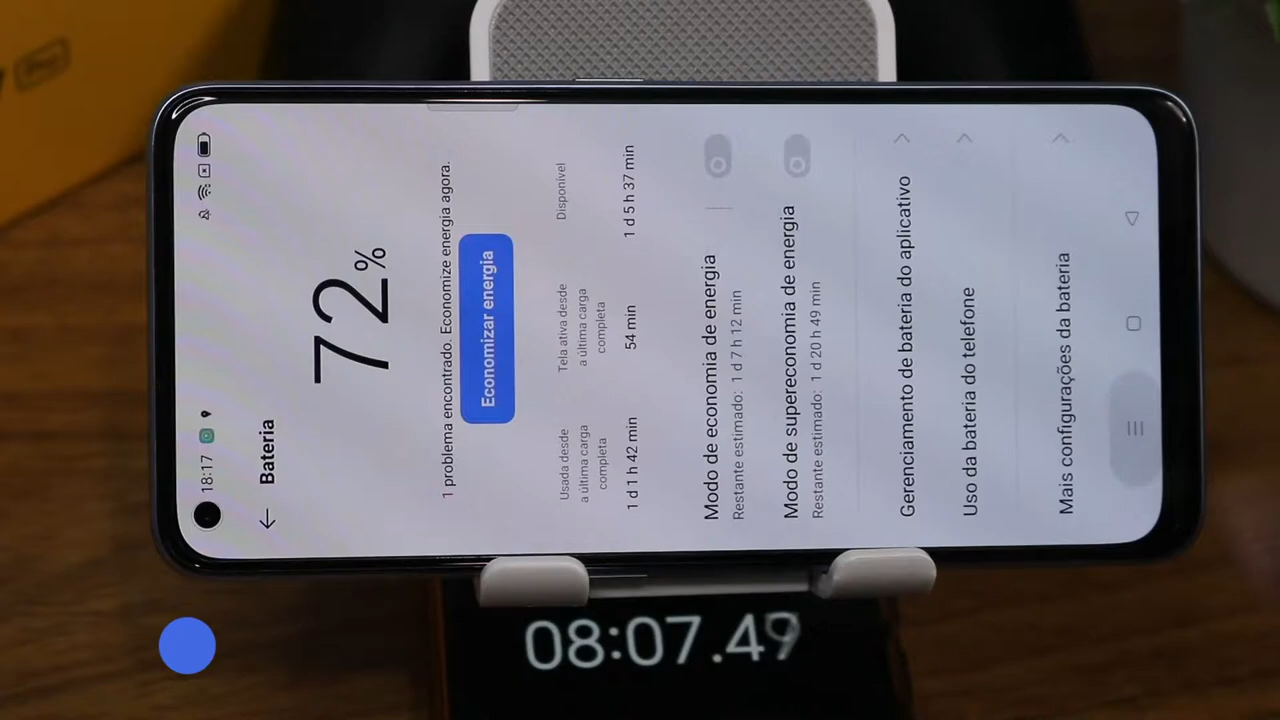 Pro
18:17
Bateria
72%
1 problema encontrado. Economize energia agora.
Economizar energia
Usada desde
a última carga
completa
1 d 1 h 42 min
Tela ativa desde
a última carga
completa
54 min
Disponível
1 d 5 h 37 min
Modo de economia de energia
Restante estimado: 1 d 7 h 12 min
Modo de supereconomia de energia
Restante estimado: 1 d 20 h 49 min
Gerenciamento de bateria do aplicativo
Uso da bateria do telefone
Mais configurações da bateria
08:07.49